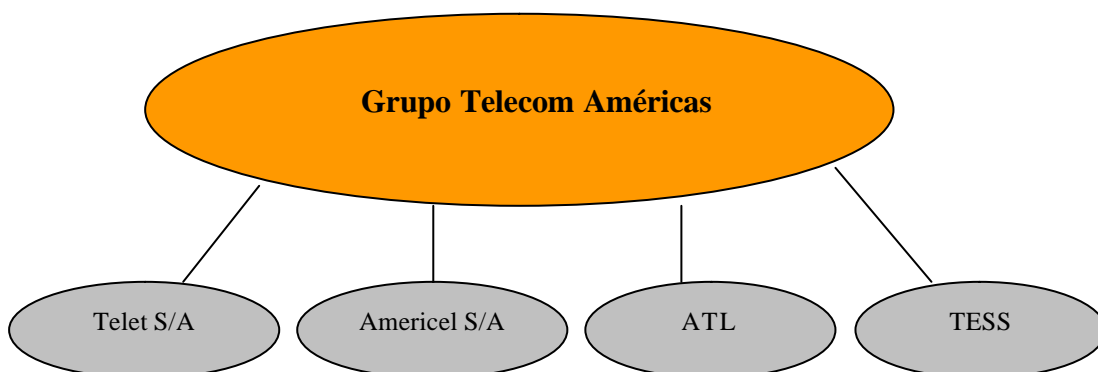 Grupo Telecom Américas
Telet S/A
Americel S/A
ATL
TESS